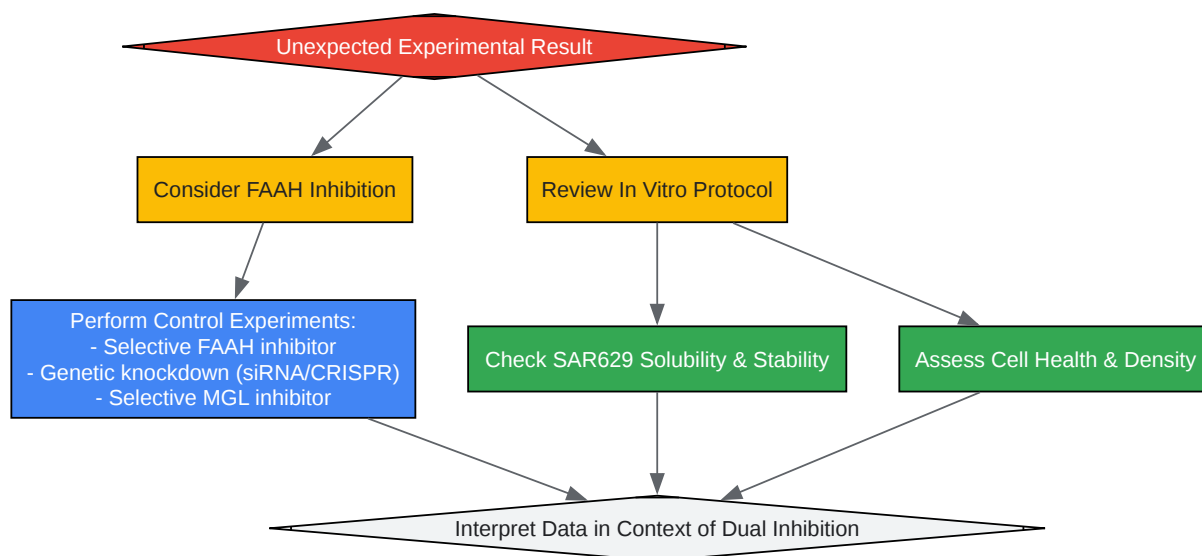 Unexpected Experimental Result
Consider FAAH Inhibition
Review In Vitro Protocol
Perform Control Experiments:
- Selective FAAH inhibitor
- Genetic knockdown (siRNA/CRISPR)
- Selective MGL inhibitor
Check SAR629 Solubility & Stability
Assess Cell Health & Density
Interpret Data in Context of Dual Inhibition